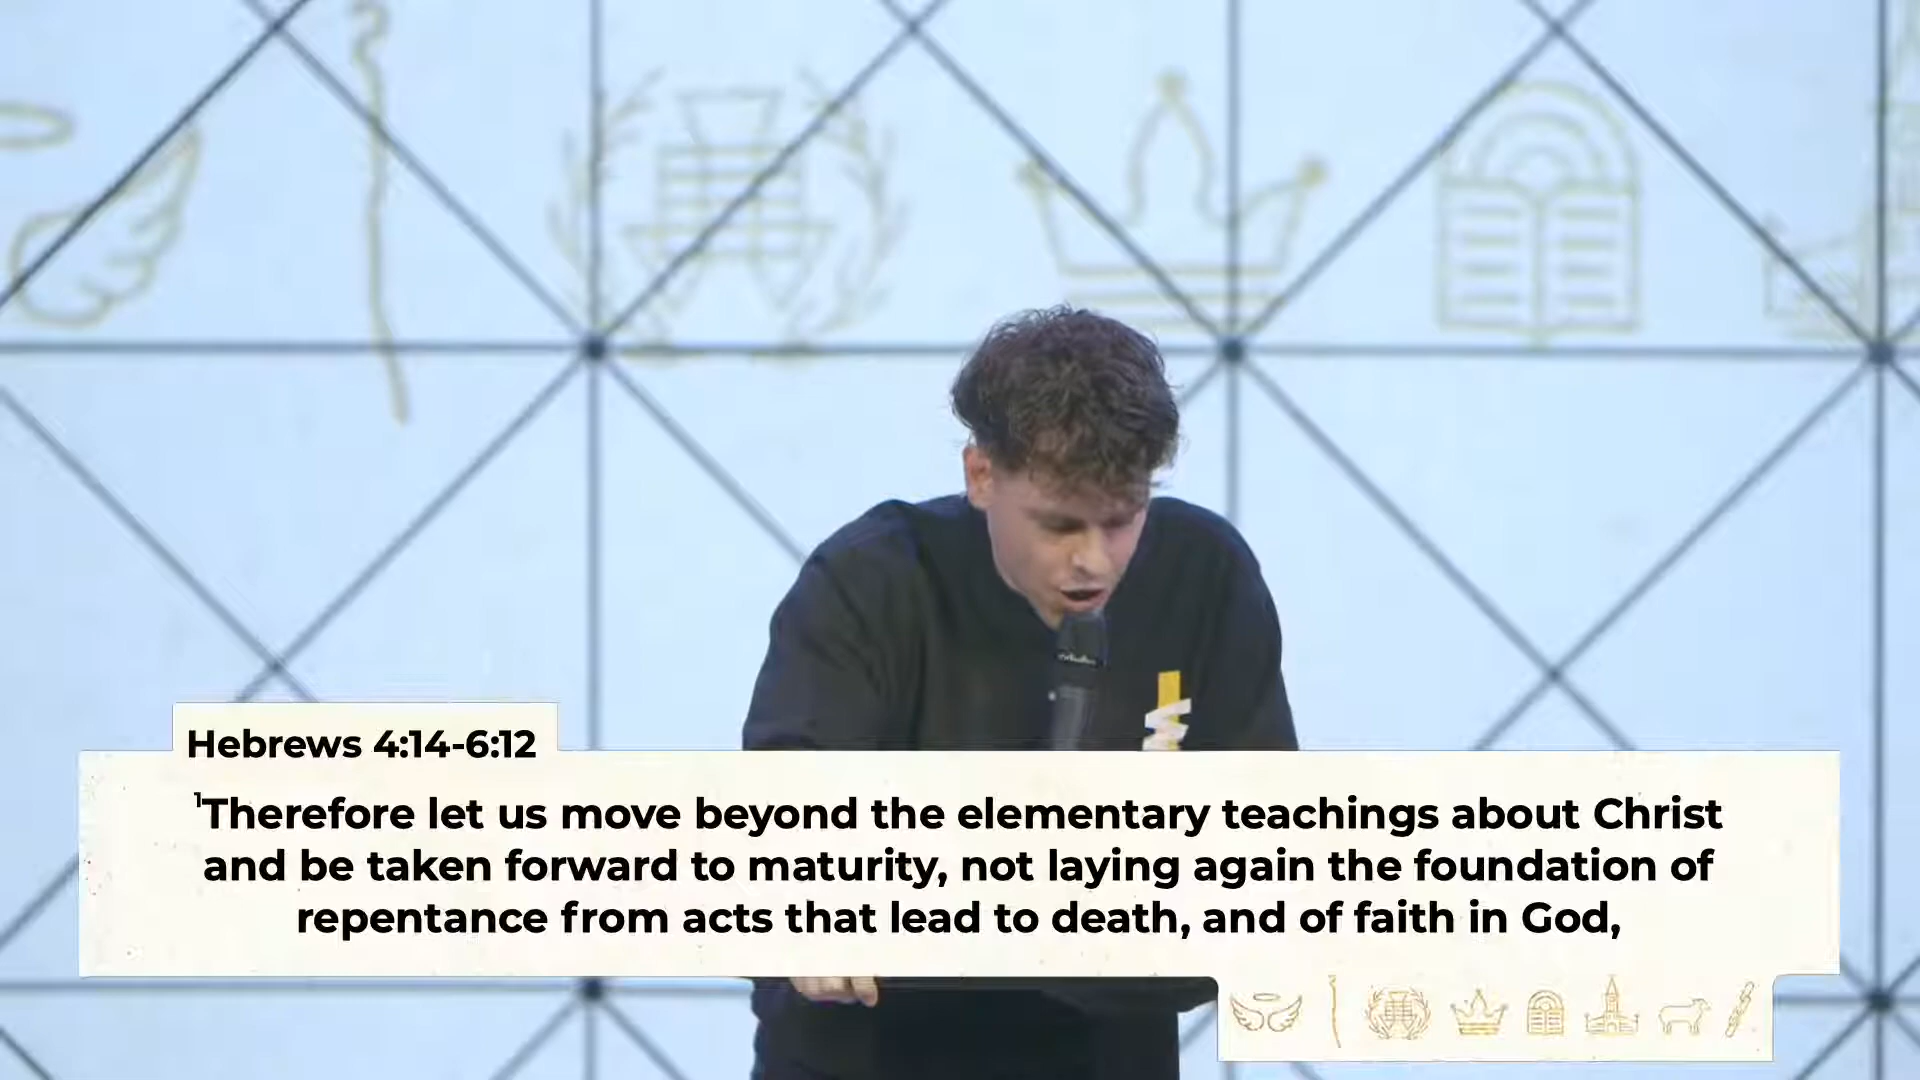 Hebrews 4:14-6:12
¹Therefore let us move beyond the elementary teachings about Christ
and be taken forward to maturity, not laying again the foundation of
repentance from acts that lead to death, and of faith in God,